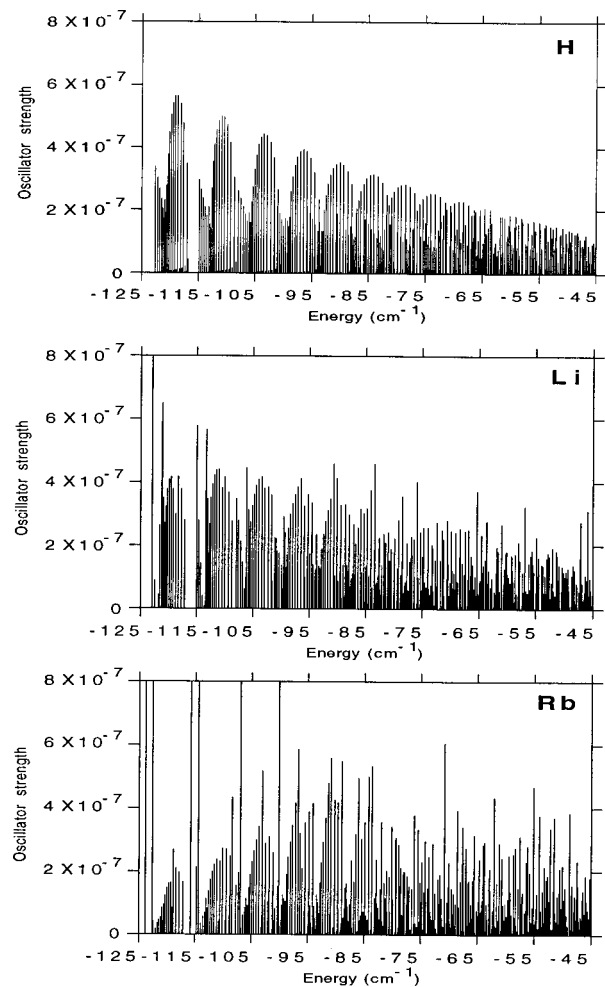 H
Oscillator strength
8 X 10-7
6 X 10-7
4 X 10-7
2 X 10-7
0
-125 -115 -105 -95 -85 -75 -65 -55 -45
Energy (cm-1)
Li
Oscillator strength
8 X 10-7
6 X 10-7
4 X 10-7
2 X 10-7
0
-125 -115 -105 -95 -85 -75 -65 -55 -45
Energy (cm-1)
Rb
Oscillator strength
8 X 10-7
6 X 10-7
4 X 10-7
2 X 10-7
0
-125 -115 -105 -95 -85 -75 -65 -55 -45
Energy (cm-1)